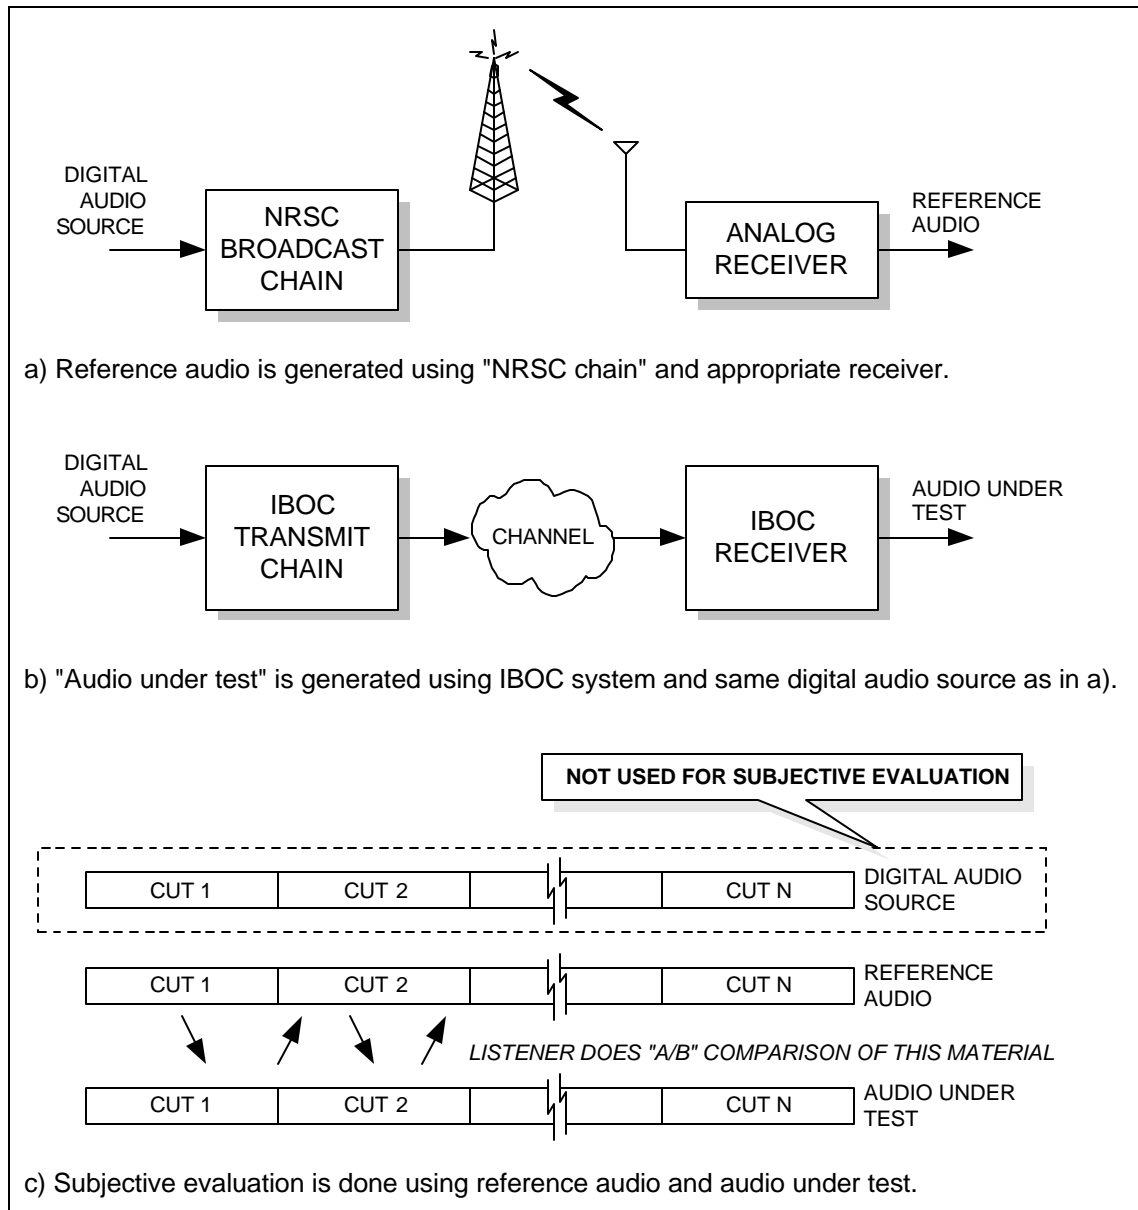 DIGITAL
AUDIO
SOURCE
NRSC
BROADCAST
CHAIN
ANALOG
RECEIVER
REFERENCE
AUDIO
a) Reference audio is generated using "NRSC chain" and appropriate receiver.
DIGITAL
AUDIO
SOURCE
IBOC
TRANSMIT
CHAIN
CHANNEL
IBOC
RECEIVER
AUDIO UNDER
TEST
b) "Audio under test" is generated using IBOC system and same digital audio source as in a).
NOT USED FOR SUBJECTIVE EVALUATION
CUT 1
CUT 2
CUT N
DIGITAL AUDIO
SOURCE
CUT 1
CUT 2
CUT N
REFERENCE
AUDIO
LISTENER DOES "A/B" COMPARISON OF THIS MATERIAL
CUT 1
CUT 2
CUT N
AUDIO UNDER
TEST
c) Subjective evaluation is done using reference audio and audio under test.